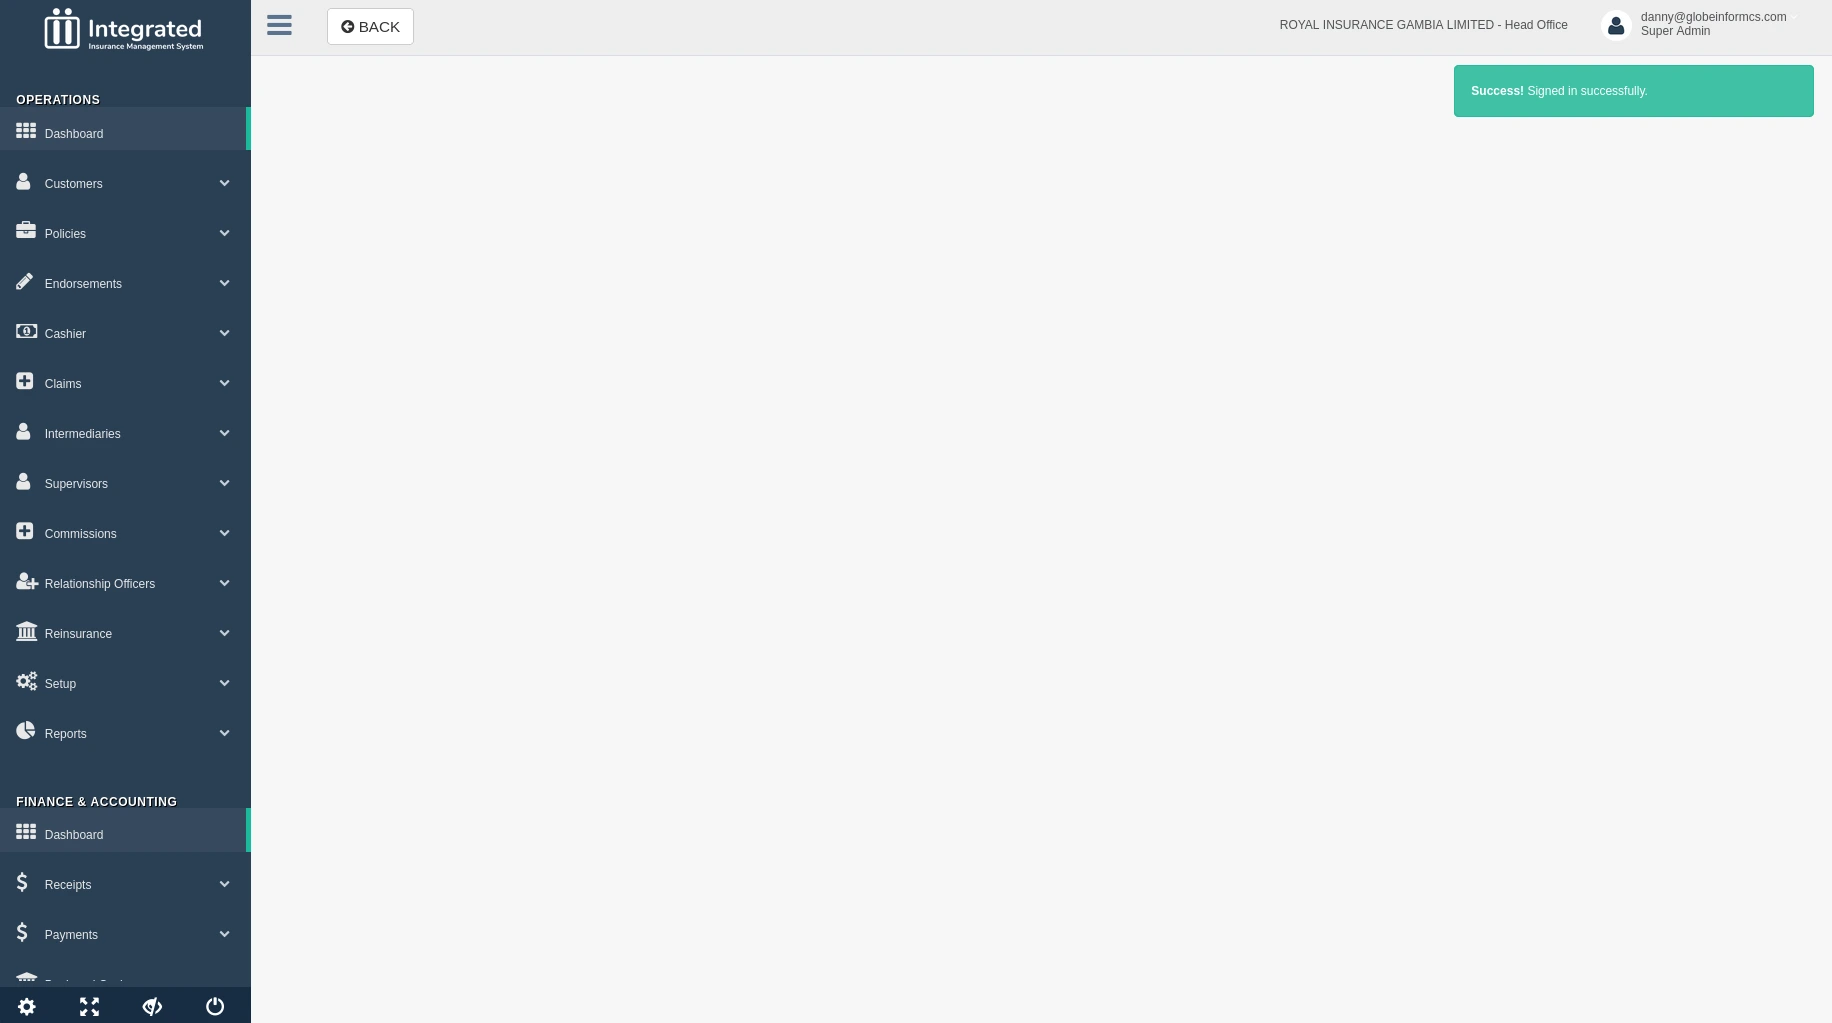 Integrated
Insurance Management System
BACK
ROYAL INSURANCE GAMBIA LIMITED - Head Office
danny@globeinformcs.com
Super Admin
Success! Signed in successfully.
OPERATIONS
Dashboard
Customers
Policies
Endorsements
Cashier
Claims
Intermediaries
Supervisors
Commissions
Relationship Officers
Reinsurance
Setup
Reports
FINANCE & ACCOUNTING
Dashboard
Receipts
Payments